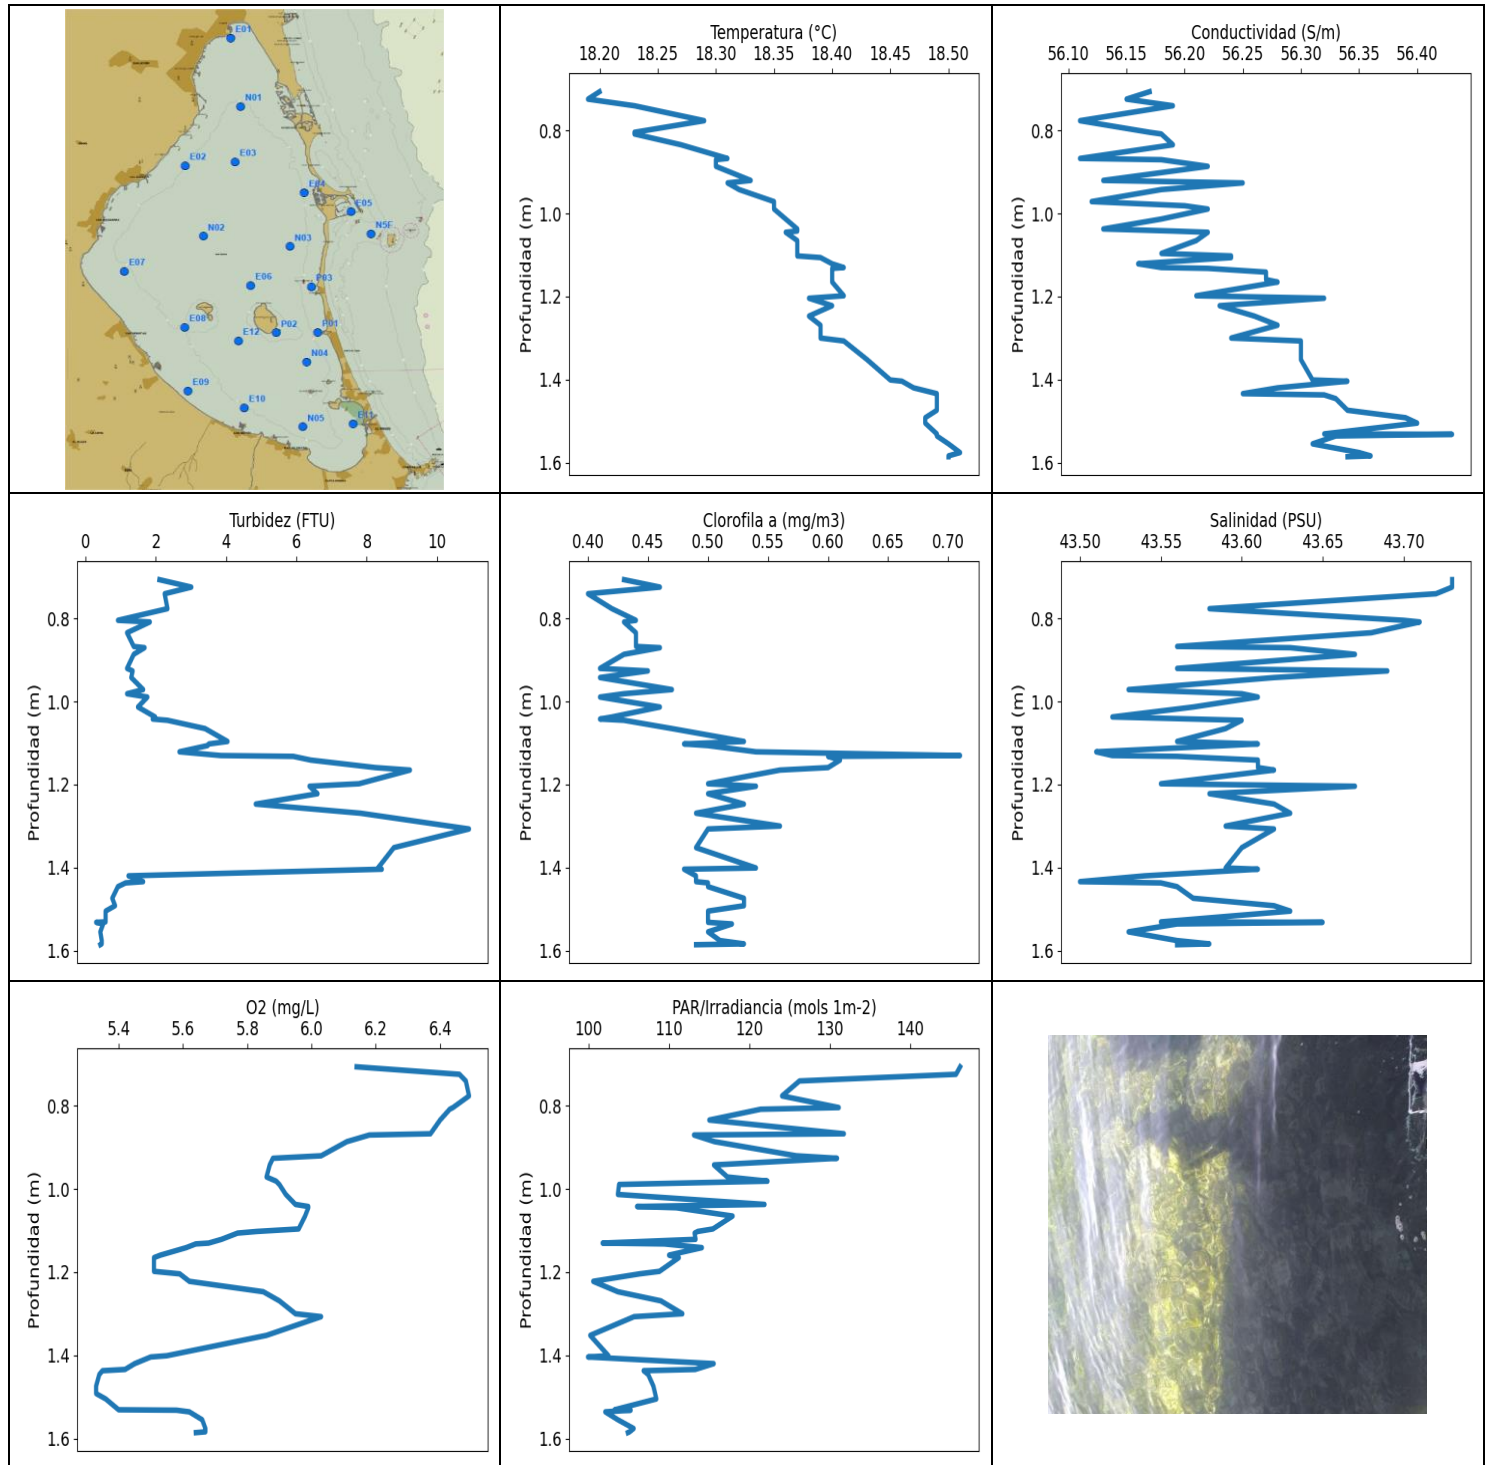 E01
N01
E02
E03
E04
E05
N5F
N02
N03
E07
E06
P03
E08
E12
P02
P01
N04
E09
E10
N05
E11
Temperatura (°C)
18.20 18.25 18.30 18.35 18.40 18.45 18.50
Profundidad (m)
0.8
1.0
1.2
1.4
1.6
Conductividad (S/m)
56.10 56.15 56.20 56.25 56.30 56.35 56.40
Profundidad (m)
0.8
1.0
1.2
1.4
1.6
Turbidez (FTU)
0 2 4 6 8 10
Profundidad (m)
0.8
1.0
1.2
1.4
1.6
Clorofila a (mg/m3)
0.40 0.45 0.50 0.55 0.60 0.65 0.70
Profundidad (m)
0.8
1.0
1.2
1.4
1.6
Salinidad (PSU)
43.50 43.55 43.60 43.65 43.70
Profundidad (m)
0.8
1.0
1.2
1.4
1.6
O2 (mg/L)
5.4 5.6 5.8 6.0 6.2 6.4
Profundidad (m)
0.8
1.0
1.2
1.4
1.6
PAR/Irradiancia (mols 1m-2)
100 110 120 130 140
Profundidad (m)
0.8
1.0
1.2
1.4
1.6